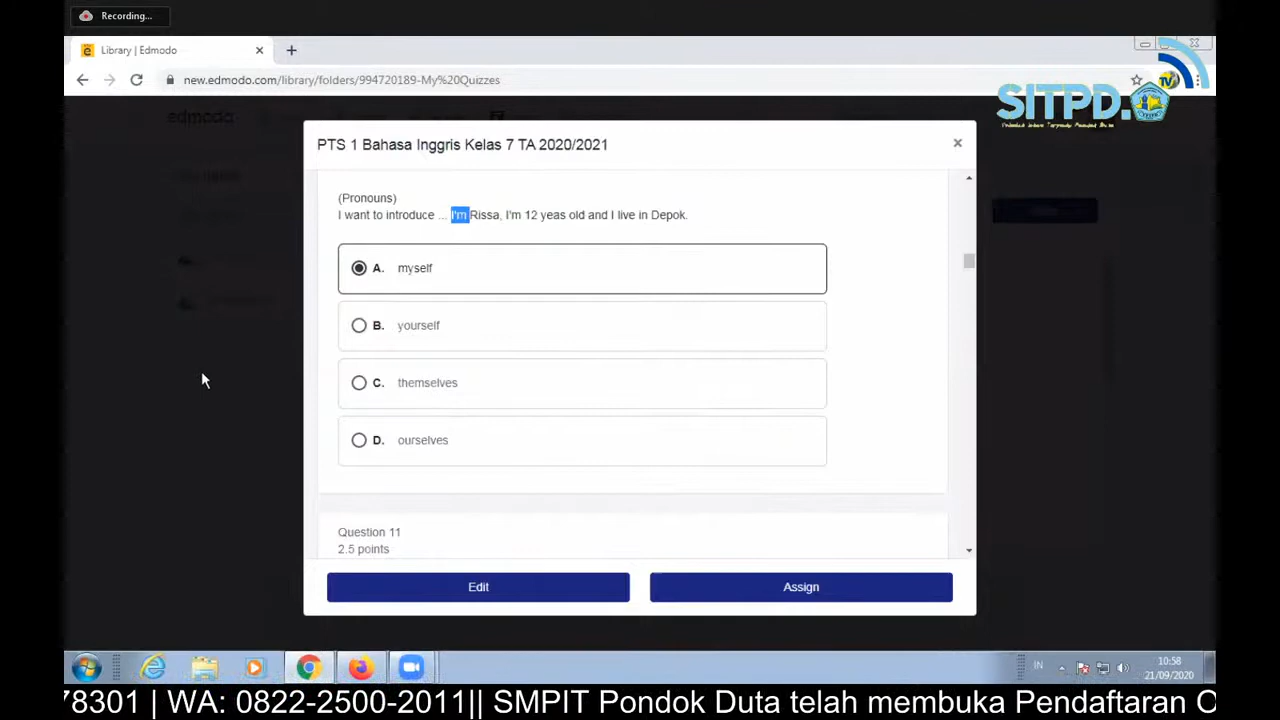 Recording...
Library | Edmodo
new.edmodo.com/library/folders/994720189-My%20Quizzes
edmodo
TV
SITPD.
PTS 1 Bahasa Inggris Kelas 7 TA 2020/2021
(Pronouns)
I want to introduce ... I'm Rissa, I'm 12 yeas old and I live in Depok.
A. myself
B. yourself
C. themselves
D. ourselves
Question 11
2.5 points
Edit
Assign
IN
10:58
21/09/2020
78301 | WA: 0822-2500-2011|| SMPIT Pondok Duta telah membuka Pendaftaran